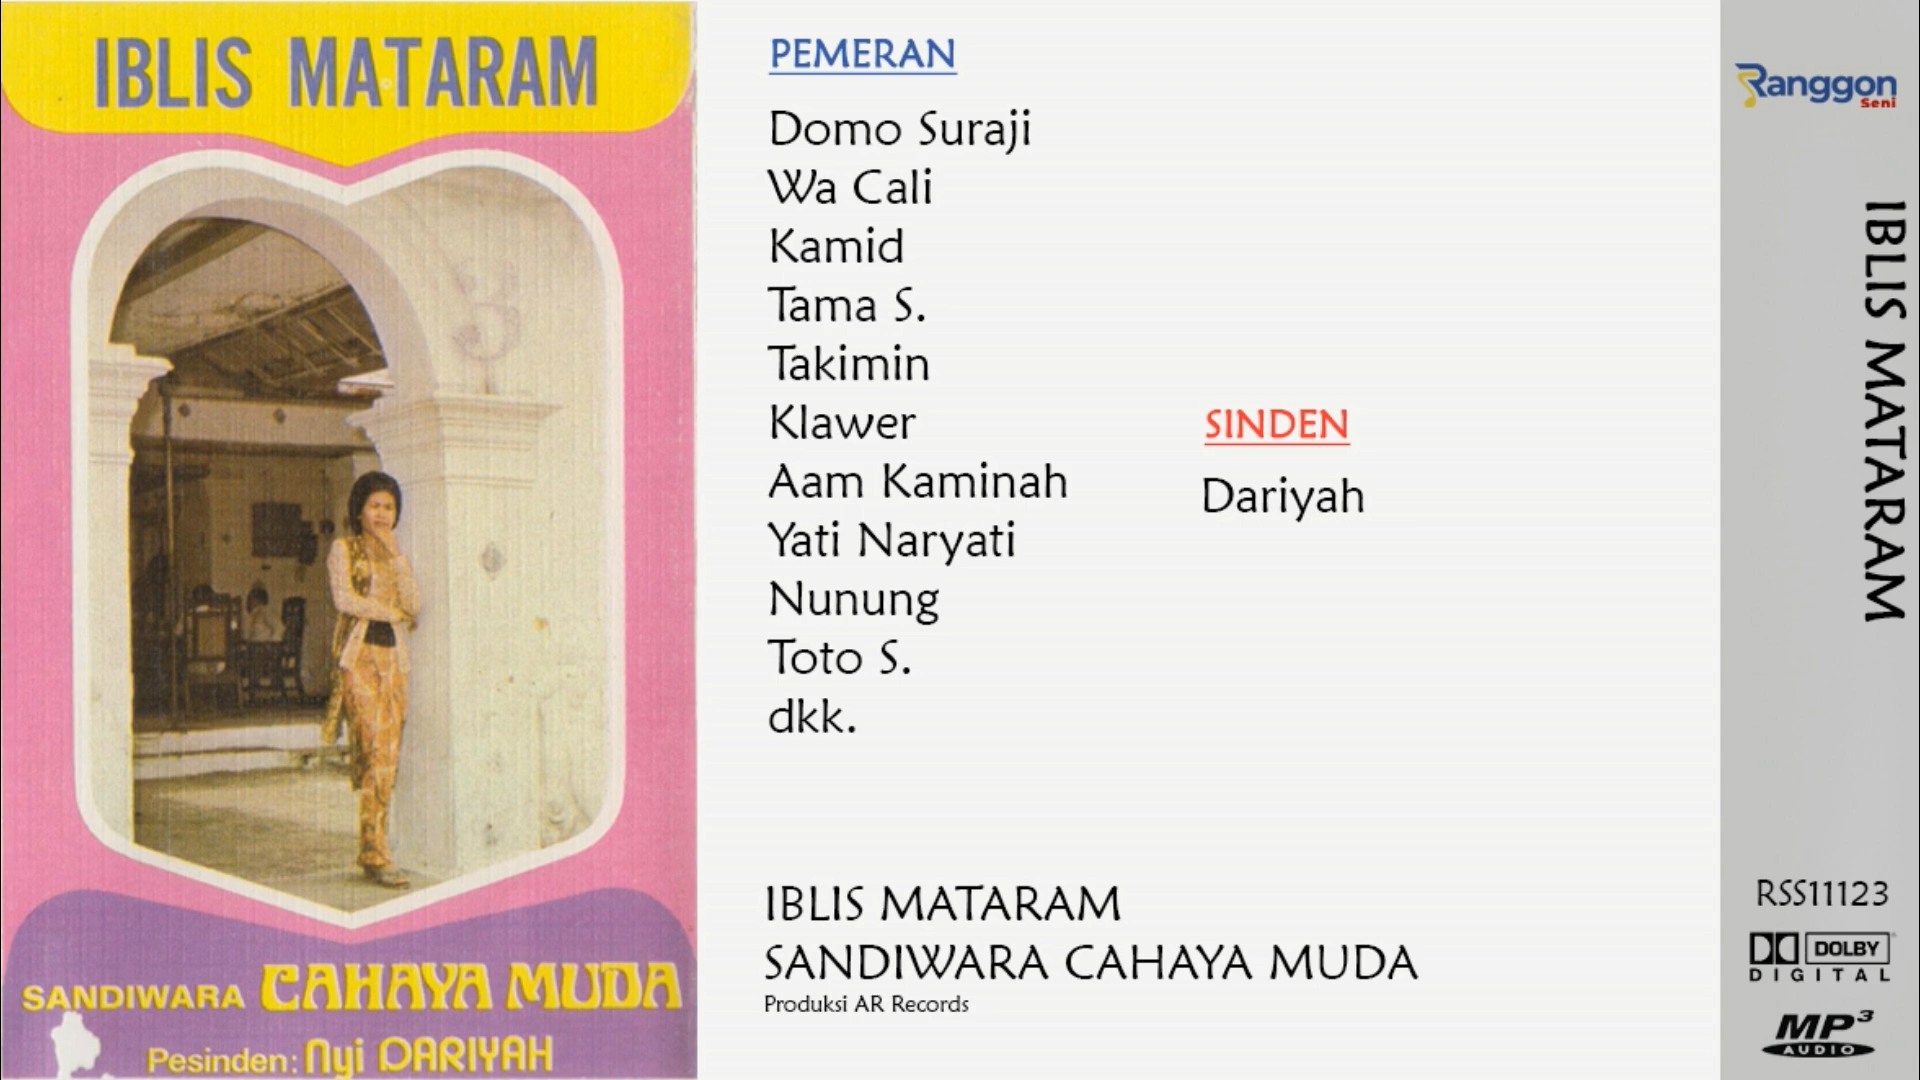 IBLIS MATARAM
SANDIWARA CAHAYA MUDA
Pesinden: Nyi DARIYAH
PEMERAN
Domo Suraji
Wa Cali
Kamid
Tama S.
Takimin
Klawer
Aam Kaminah
Yati Naryati
Nunung
Toto S.
dkk.
SINDEN
Dariyah
IBLIS MATARAM
SANDIWARA CAHAYA MUDA
Produksi AR Records
Ranggon
Seni
IBLIS MATARAM
RSS11123
DOLBY
DIGITAL
MP3
AUDIO